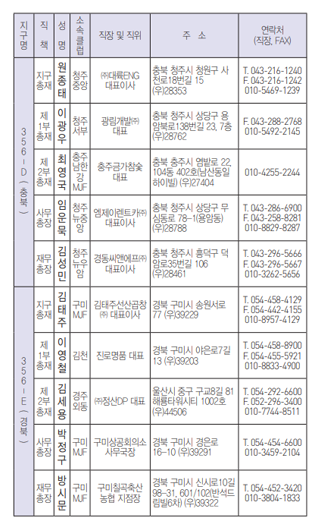 지구명 직책 성명 소속클럽 직장 및 직위 주 소 연락처
(직장, FAX)
356-D(충북)
지구총재 원종태 청주중앙 ㈜대륙ENG 대표이사 충북 청주시 청원구 사천로18번길 15 (우)28353 T. 043-216-1240
F. 043-216-1242
010-5469-1239
제1부총재 이광우 청주서부 광림개발㈜ 대표 충북 청주시 상당구 용암북로138번길 23, 7층 (우)28762 F. 043-288-2768
010-5492-2145
제2부총재 최영국 충주남한강MJF 충주금가참숯 대표 충북 충주시 염밭로 22, 104동 402호(남산동일하이빌) (우)27404 010-4255-2244
사무총장 임운묵 청주뉴중앙 엠제이렌트카㈜ 대표이사 충북 청주시 상당구 무심동로 78-1(용암동) (우)28788 T. 043-286-6900
F. 043-258-8281
010-8829-8287
재무총장 김성민 청주뉴우암 경동씨앤에프㈜ 대표이사 충북 청주시 흥덕구 덕암로35번길 106 (우)28461 T. 043-296-5666
F. 043-296-5667
010-3262-5656
356-E(경북)
지구총재 김태주 구미MJF 김태주선산곱창㈜ 대표이사 경북 구미시 송원서로 77 (우)39229 T. 054-458-4129
F. 054-442-4155
010-8957-4129
제1부총재 이영철 김천 진로명품 대표 경북 구미시 야은로7길 13 (우)39203 T. 054-458-8900
F. 054-455-5921
010-8833-4900
제2부총재 김세용 경주외동 ㈜정산DP 대표 울산시 중구 구교8길 81 해룡타워시티 1002호 (우)44506 T. 054-292-6600
F. 052-296-3400
010-7744-8511
사무총장 박정구 구미MJF 구미상공회의소 사무국장 경북 구미시 경은로 16-10 (우)39291 T. 054-454-6600
010-3459-2104
재무총장 방시문 구미MJF 구미칠곡축산농협 지점장 경북 구미시 신시로10길 98-31, 601/102(반석드림빌6차) (우)39322 T. 054-452-3420
010-3804-1833